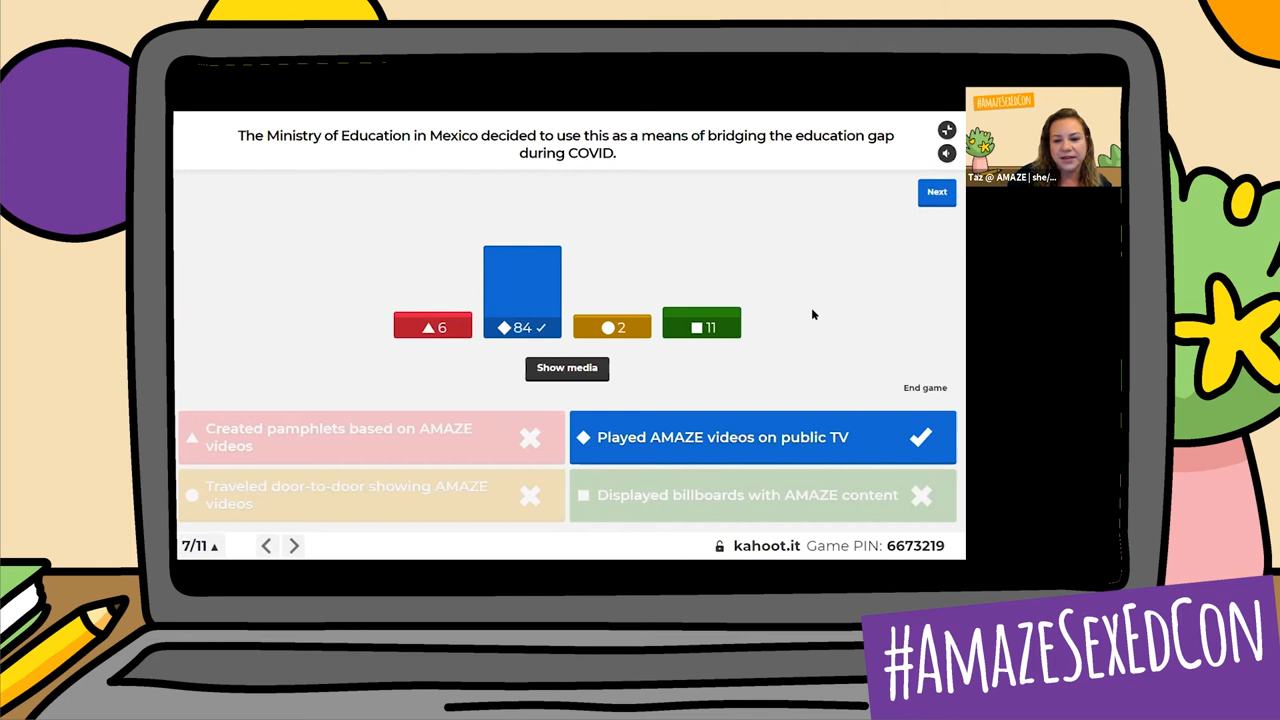 The Ministry of Education in Mexico decided to use this as a means of bridging the education gap
during COVID.
#AMAZESEXEDCON
Taz @ AMAZE | she/...
Next
6
84
2
11
Show media
End game
Created pamphlets based on AMAZE
videos
Played AMAZE videos on public TV
Traveled door-to-door showing AMAZE
videos
Displayed billboards with AMAZE content
7/11
kahoot.it Game PIN: 6673219
#AMAZESEXEDCON